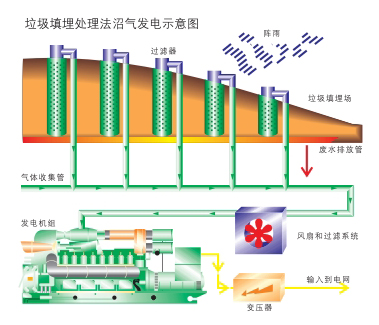 垃圾填埋处理法沼气发电示意图
阵雨
过滤器
垃圾填埋场
废水排放管
气体收集管
发电机组
风扇和过滤系统
输入到电网
变压器